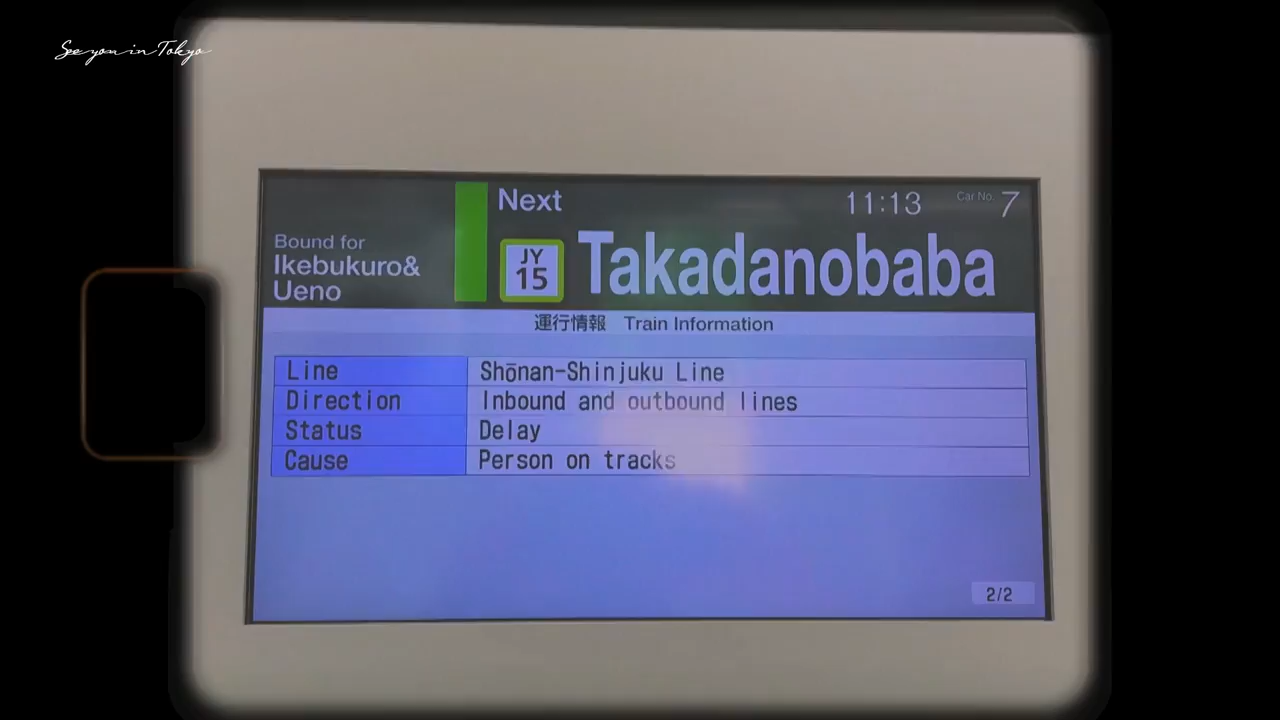 See you in Tokyo
Next
11:13
Car No. 7
Bound for
Ikebukuro&
Ueno
JY
15
Takadanobaba
運行情報 Train Information
Line Shōnan-Shinjuku Line
Direction Inbound and outbound lines
Status Delay
Cause Person on tracks
2/2